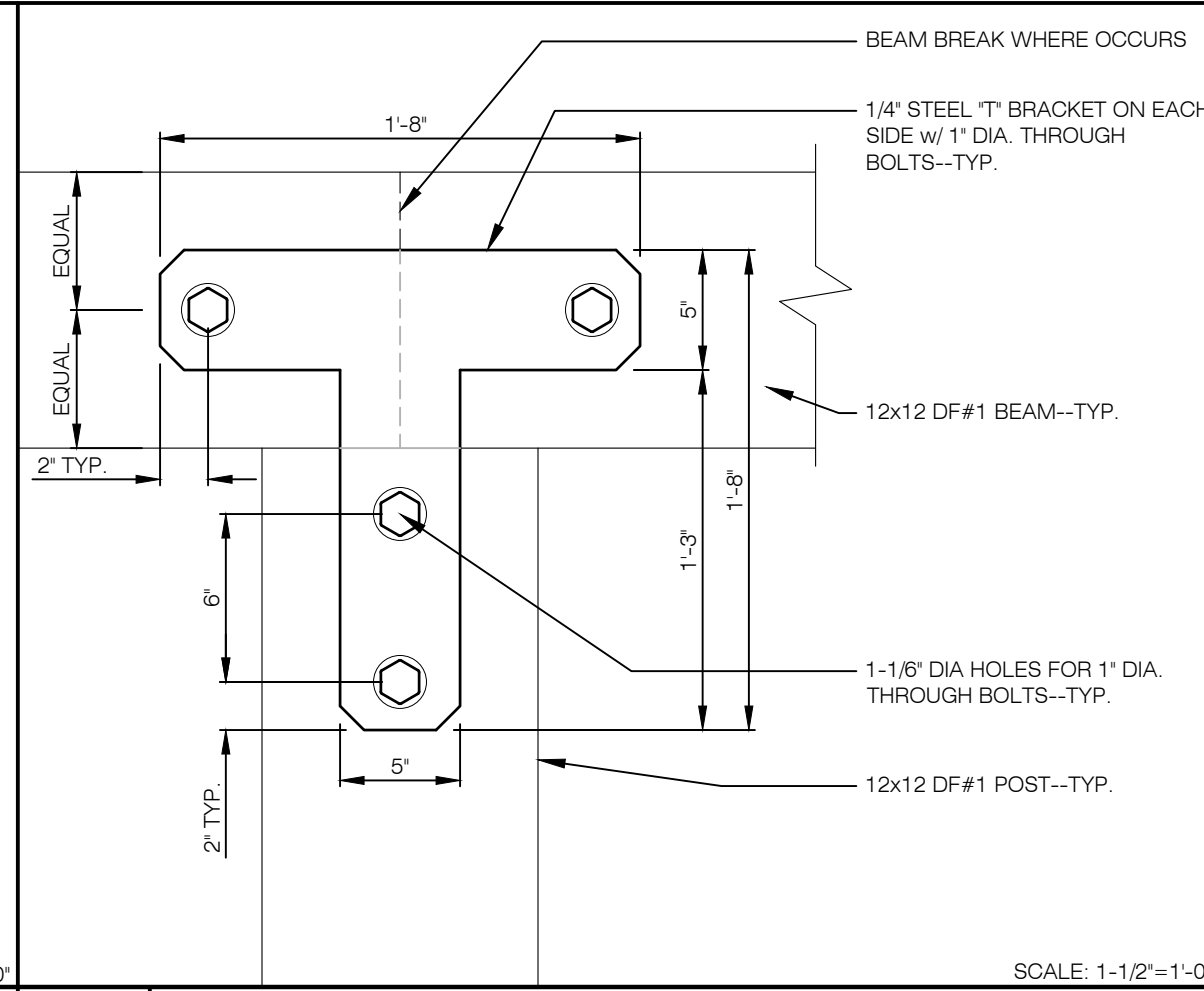 BEAM BREAK WHERE OCCURS
1/4" STEEL "T" BRACKET ON EACH
SIDE w/ 1" DIA. THROUGH
BOLTS--TYP.
1'-8"
EQUAL
EQUAL
5"
12x12 DF#1 BEAM--TYP.
2" TYP.
1'-8"
1'-3"
6"
1-1/6" DIA HOLES FOR 1" DIA.
THROUGH BOLTS--TYP.
5"
12x12 DF#1 POST--TYP.
2" TYP.
0"
SCALE: 1-1/2"=1'-0